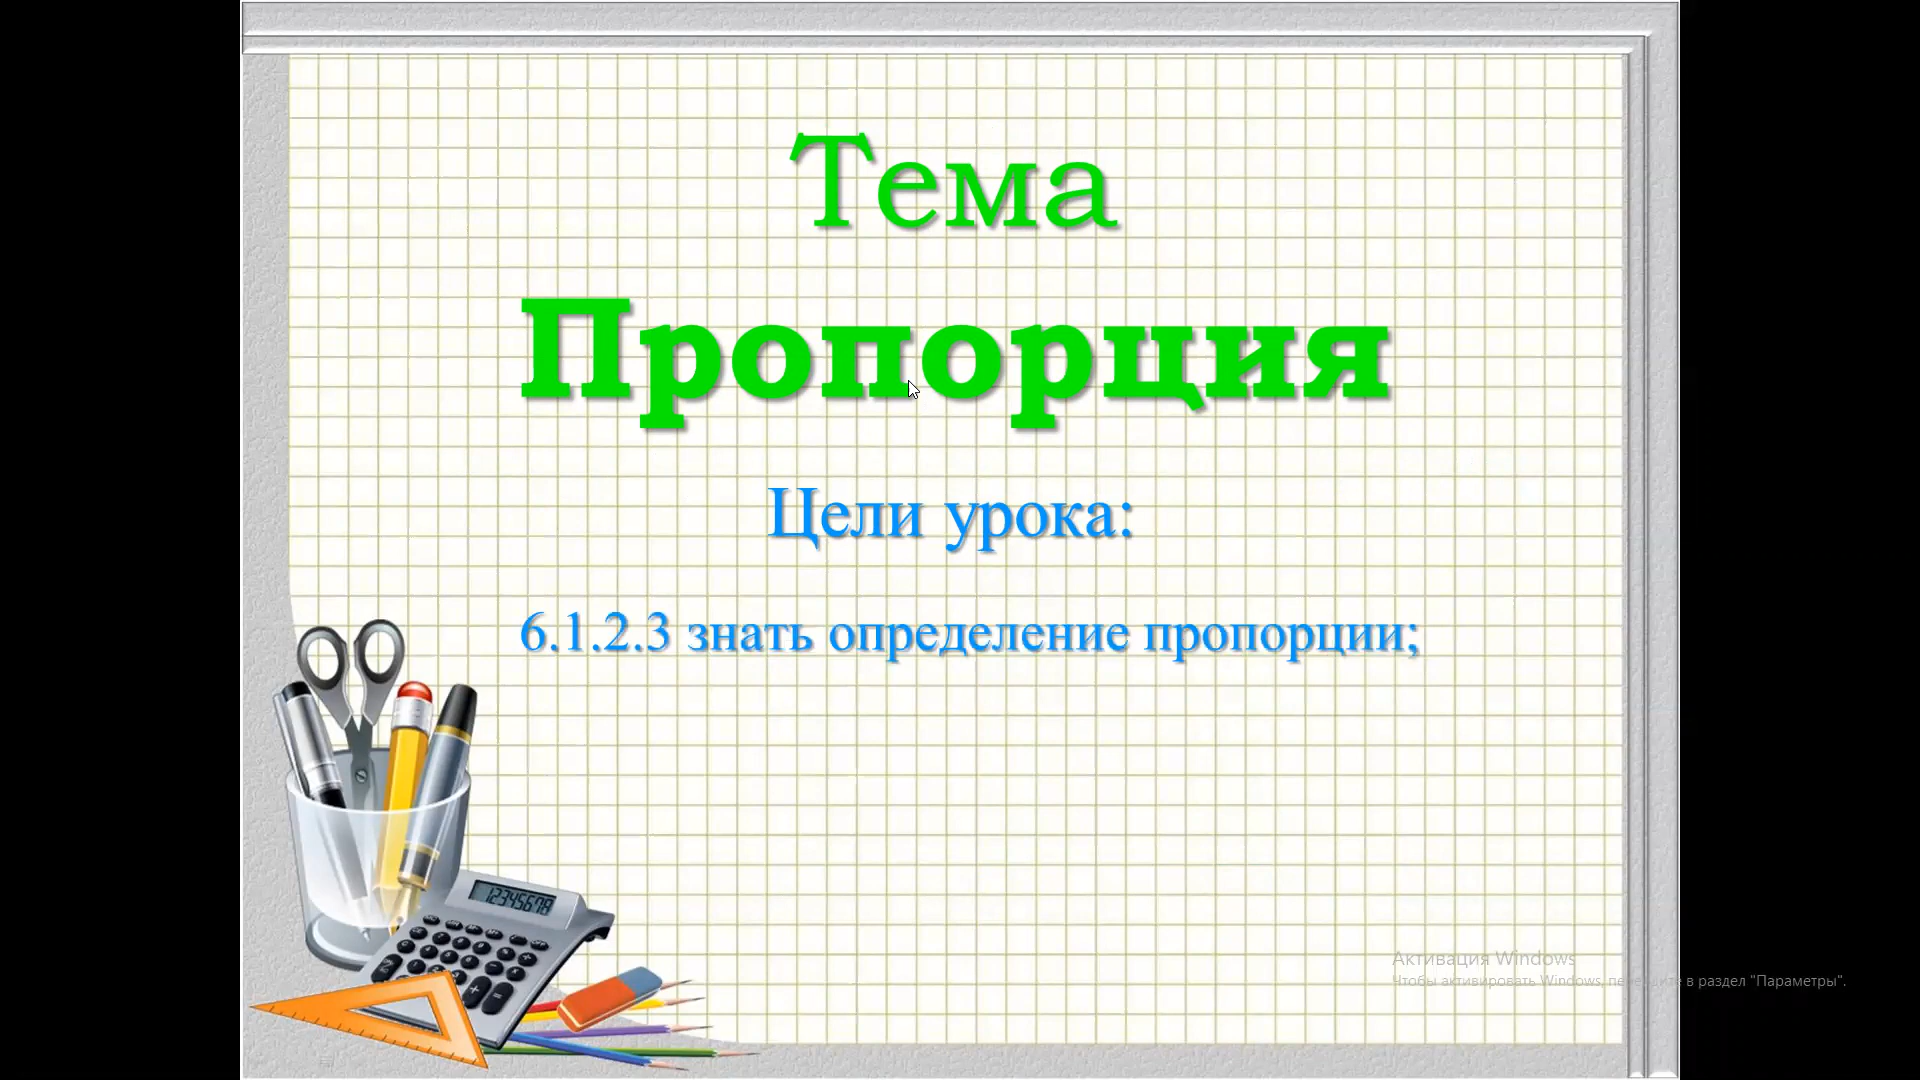 Тема
Пропорция
Цели урока:
6.1.2.3 знать определение пропорции;
12345678
Активация Windows
Чтобы активировать Windows, перейдите в раздел "Параметры".